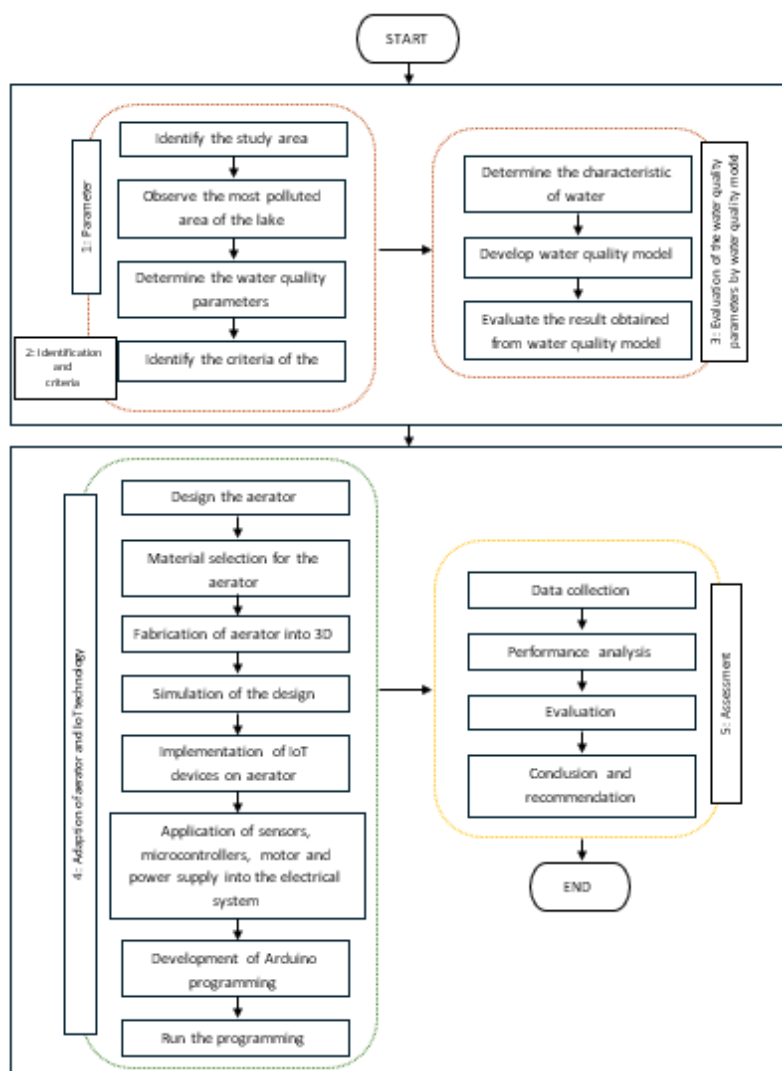 START
1: Parameter
Identify the study area
Observe the most polluted
area of the lake
Determine the water quality
parameters
2: Identification
and
criteria
Identify the criteria of the
Determine the characteristic
of water
Develop water quality model
Evaluate the result obtained
from water quality model
3: Evaluation of the water quality
parameters by water quality model
4: Adaption of aerator and IoT technology
Design the aerator
Material selection for the
aerator
Fabrication of aerator into 3D
Simulation of the design
Implementation of IoT
devices on aerator
Application of sensors,
microcontrollers, motor and
power supply into the electrical
system
Development of Arduino
programming
Run the programming
Data collection
Performance analysis
Evaluation
Conclusion and
recommendation
5: Assessment
END